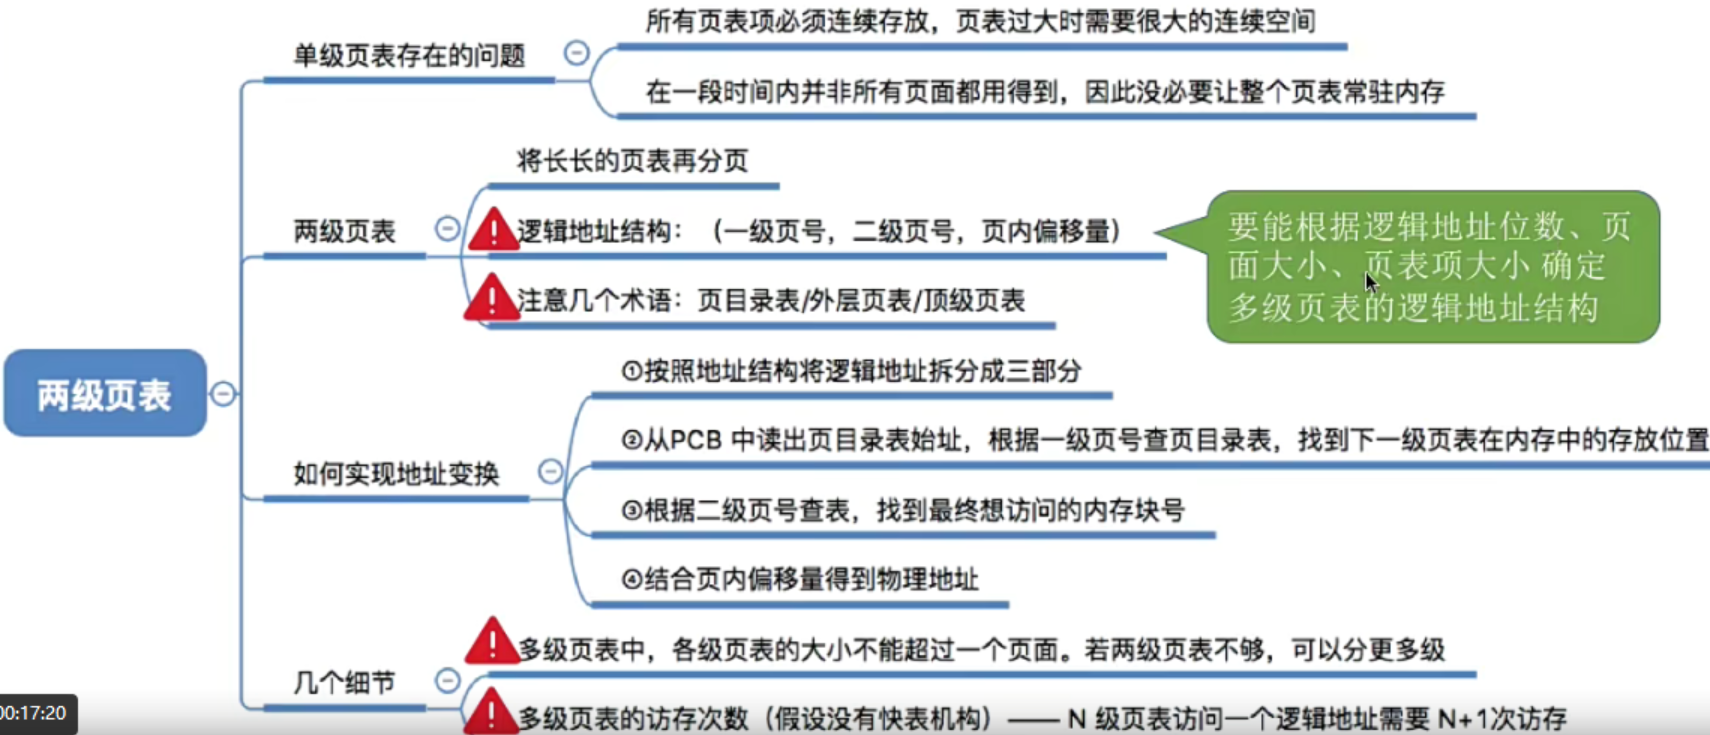 所有页表项必须连续存放，页表过大时需要很大的连续空间
单级页表存在的问题
在一段时间内并非所有页面都用得到，因此没必要让整个页表常驻内存
将长长的页表再分页
两级页表
逻辑地址结构：（一级页号，二级页号，页内偏移量）
要能根据逻辑地址位数、页
面大小、页表项大小 确定
多级页表的逻辑地址结构
注意几个术语：页目录表/外层页表/顶级页表
两级页表
①按照地址结构将逻辑地址拆分成三部分
②从PCB 中读出页目录表始址，根据一级页号查页目录表，找到下一级页表在内存中的存放位置
如何实现地址变换
③根据二级页号查表，找到最终想访问的内存块号
④结合页内偏移量得到物理地址
多级页表中，各级页表的大小不能超过一个页面。若两级页表不够，可以分更多级
几个细节
多级页表的访存次数（假设没有快表机构）—— N 级页表访问一个逻辑地址需要 N+1次访存
00:17:20